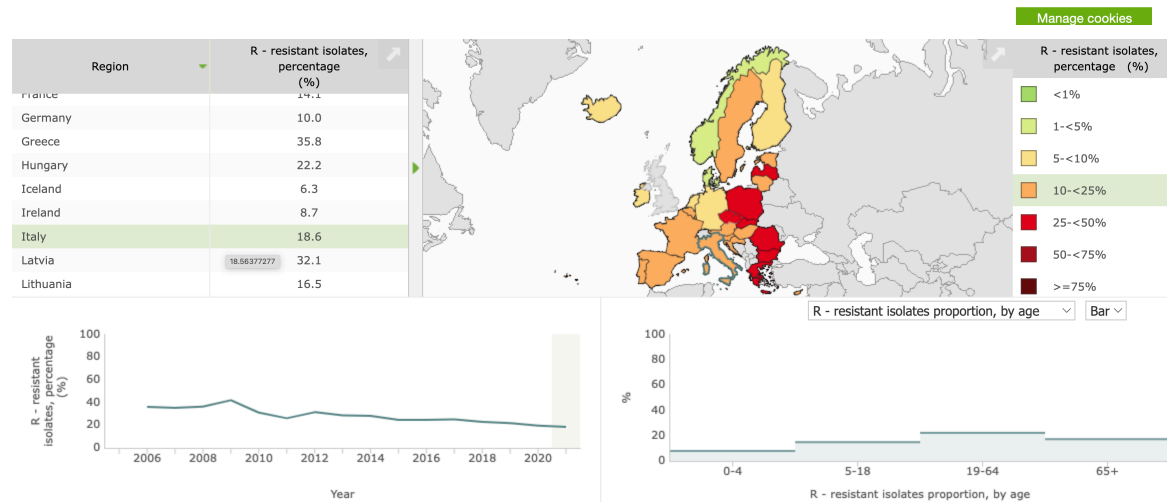 Manage cookies
Region
R - resistant isolates,
percentage
(%)
France 14.1
Germany 10.0
Greece 35.8
Hungary 22.2
Iceland 6.3
Ireland 8.7
Italy 18.6
Latvia 18.56377277 32.1
Lithuania 16.5
R - resistant isolates,
percentage (%)
<1%
1-<5%
5-<10%
10-<25%
25-<50%
50-<75%
>=75%
R - resistant
isolates, percentage
(%)
100
80
60
40
20
0
2006 2008 2010 2012 2014 2016 2018 2020
Year
R - resistant isolates proportion, by age
Bar
%
100
80
60
40
20
0
0-4 5-18 19-64 65+
R - resistant isolates proportion, by age